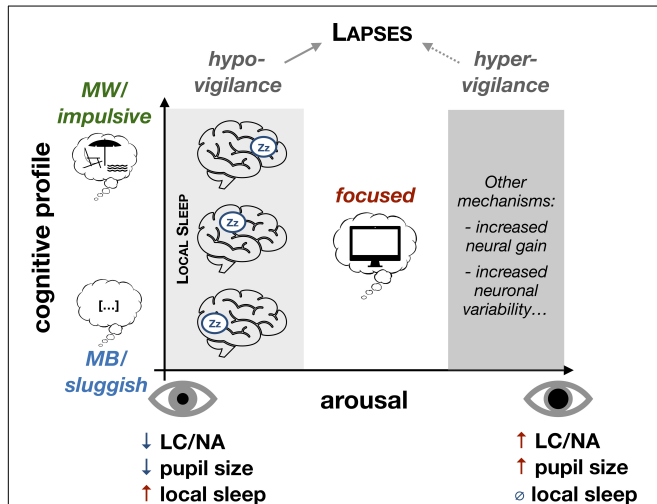 LAPSES
hypo-
vigilance
hyper-
vigilance
MW/
impulsive
cognitive profile
LOCAL SLEEP
Zz
Zz
Zz
focused
Other
mechanisms:
- increased
neural gain
- increased
neuronal
variability...
[...]
MB/
sluggish
arousal
↓ LC/NA
↓ pupil size
↑ local sleep
↑ LC/NA
↑ pupil size
⌀ local sleep